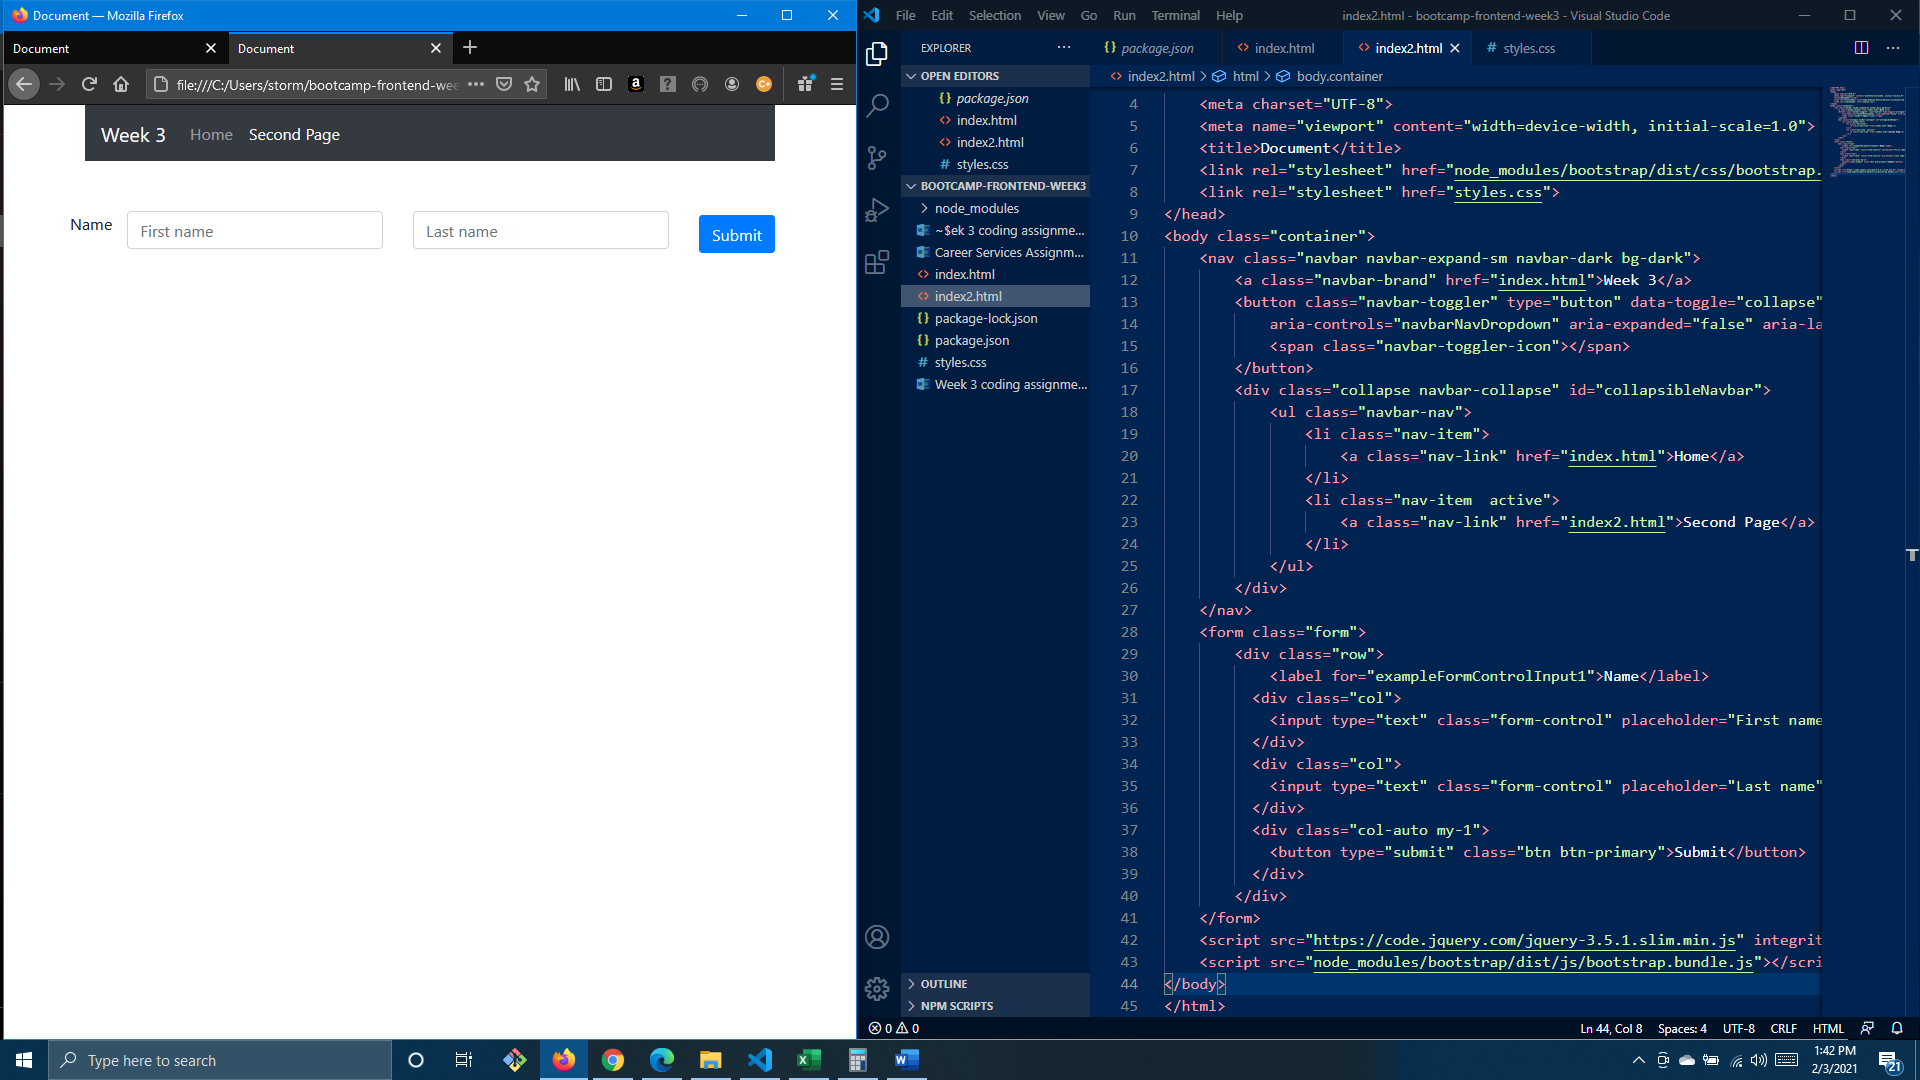 Document — Mozilla Firefox
Document
Document
file:///C:/Users/storm/bootcamp-frontend-wee
Week 3 Home Second Page
Name First name Last name Submit
File Edit Selection View Go Run Terminal Help
index2.html - bootcamp-frontend-week3 - Visual Studio Code
EXPLORER
OPEN EDITORS
{} package.json
<> index.html
<> index2.html
# styles.css
BOOTCAMP-FRONTEND-WEEK3
> node_modules
~$ek 3 coding assignme...
Career Services Assignm...
<> index.html
<> index2.html
{} package-lock.json
{} package.json
# styles.css
Week 3 coding assignme...
OUTLINE
NPM SCRIPTS
{} package.json <> index.html <> index2.html # styles.css
<> index2.html > html > body.container
4 <meta charset="UTF-8">
5 <meta name="viewport" content="width=device-width, initial-scale=1.0">
6 <title>Document</title>
7 <link rel="stylesheet" href="node_modules/bootstrap/dist/css/bootstrap.
8 <link rel="stylesheet" href="styles.css">
9 </head>
10 <body class="container">
11 <nav class="navbar navbar-expand-sm navbar-dark bg-dark">
12 <a class="navbar-brand" href="index.html">Week 3</a>
13 <button class="navbar-toggler" type="button" data-toggle="collapse"
14 aria-controls="navbarNavDropdown" aria-expanded="false" aria-la
15 <span class="navbar-toggler-icon"></span>
16 </button>
17 <div class="collapse navbar-collapse" id="collapsibleNavbar">
18 <ul class="navbar-nav">
19 <li class="nav-item">
20 <a class="nav-link" href="index.html">Home</a>
21 </li>
22 <li class="nav-item  active">
23 <a class="nav-link" href="index2.html">Second Page</a>
24 </li>
25 </ul>
26 </div>
27 </nav>
28 <form class="form">
29 <div class="row">
30 <label for="exampleFormControlInput1">Name</label>
31 <div class="col">
32 <input type="text" class="form-control" placeholder="First name
33 </div>
34 <div class="col">
35 <input type="text" class="form-control" placeholder="Last name"
36 </div>
37 <div class="col-auto my-1">
38 <button type="submit" class="btn btn-primary">Submit</button>
39 </div>
40 </div>
41 </form>
42 <script src="https://code.jquery.com/jquery-3.5.1.slim.min.js" integrit
43 <script src="node_modules/bootstrap/dist/js/bootstrap.bundle.js"></scri
44 </body>
45 </html>
0 0
Ln 44, Col 8 Spaces: 4 UTF-8 CRLF HTML
Type here to search
1:42 PM
2/3/2021
21